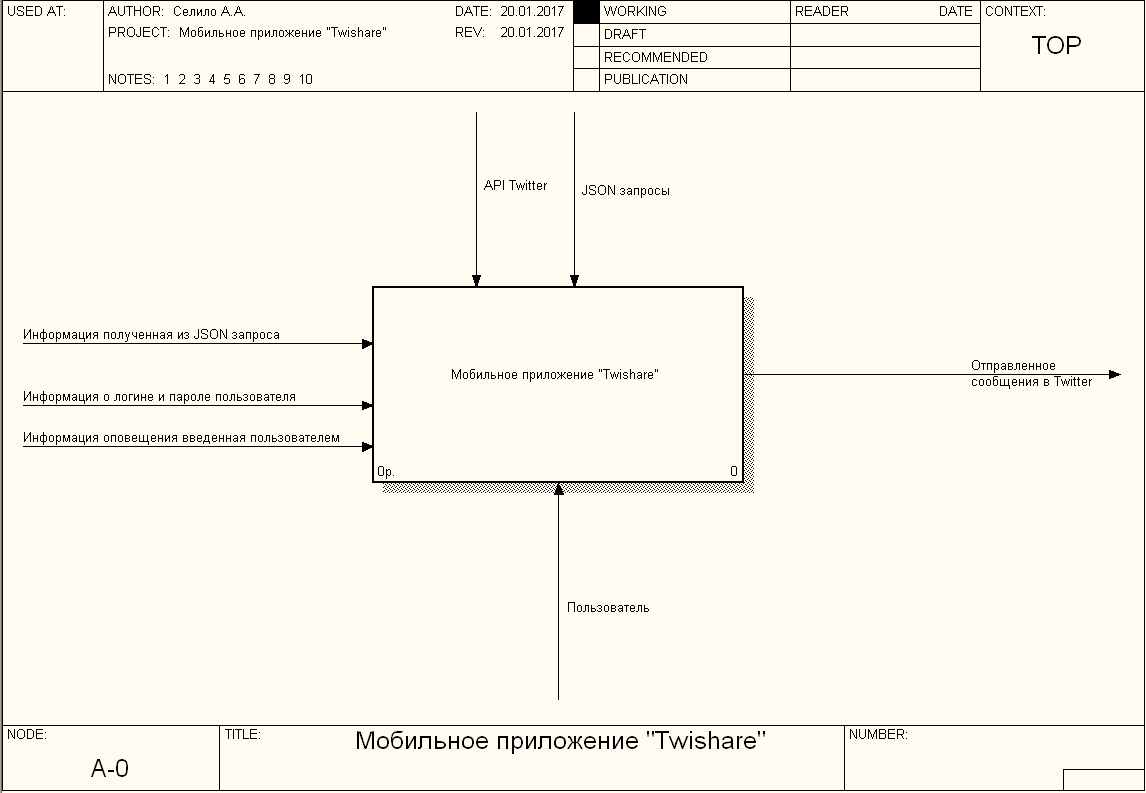 USED AT:
AUTHOR: Селило А.А.
DATE: 20.01.2017
PROJECT: Мобильное приложение "Twishare"
REV: 20.01.2017
NOTES: 1 2 3 4 5 6 7 8 9 10
WORKING
DRAFT
RECOMMENDED
PUBLICATION
READER DATE
CONTEXT:
TOP
API Twitter
JSON запросы
Информация полученная из JSON запроса
Информация о логине и пароле пользователя
Информация оповещения введенная пользователем
Мобильное приложение "Twishare"
0р. 0
Отправленное
сообщения в Twitter
Пользователь
NODE:
A-0
TITLE:
Мобильное приложение "Twishare"
NUMBER: